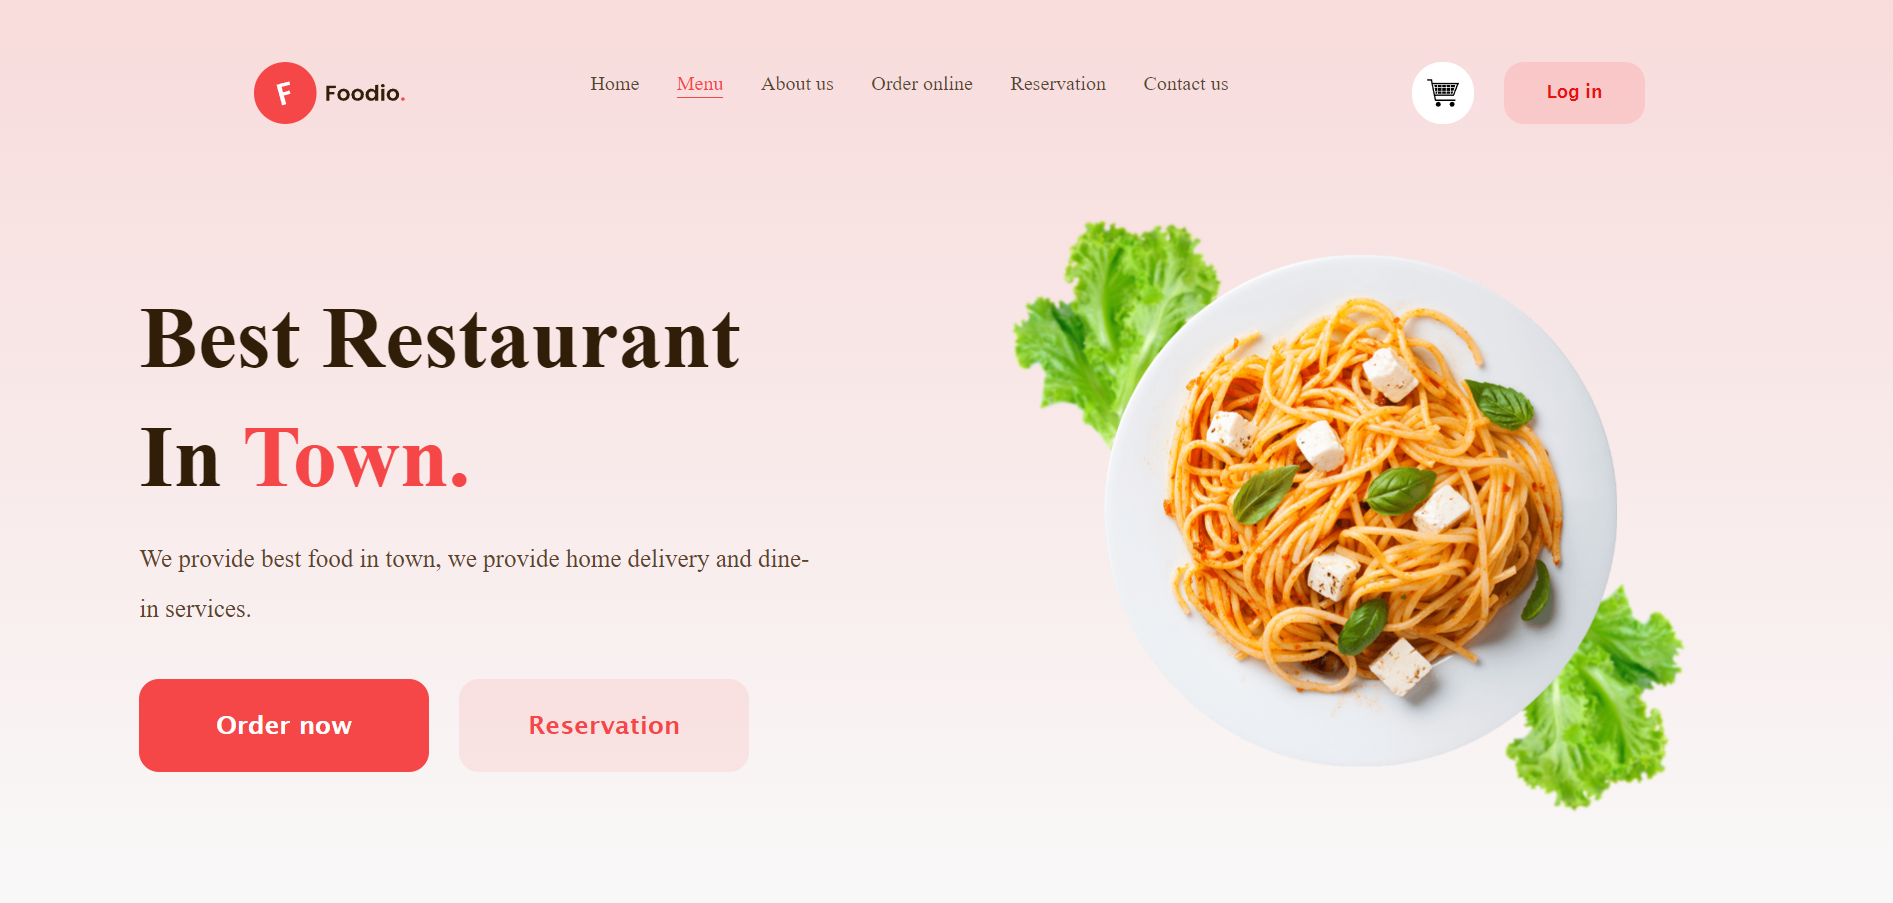 F Foodio.
Home Menu About us Order online Reservation Contact us
Log in
Best Restaurant
In Town.
We provide best food in town, we provide home delivery and dine-
in services.
Order now
Reservation